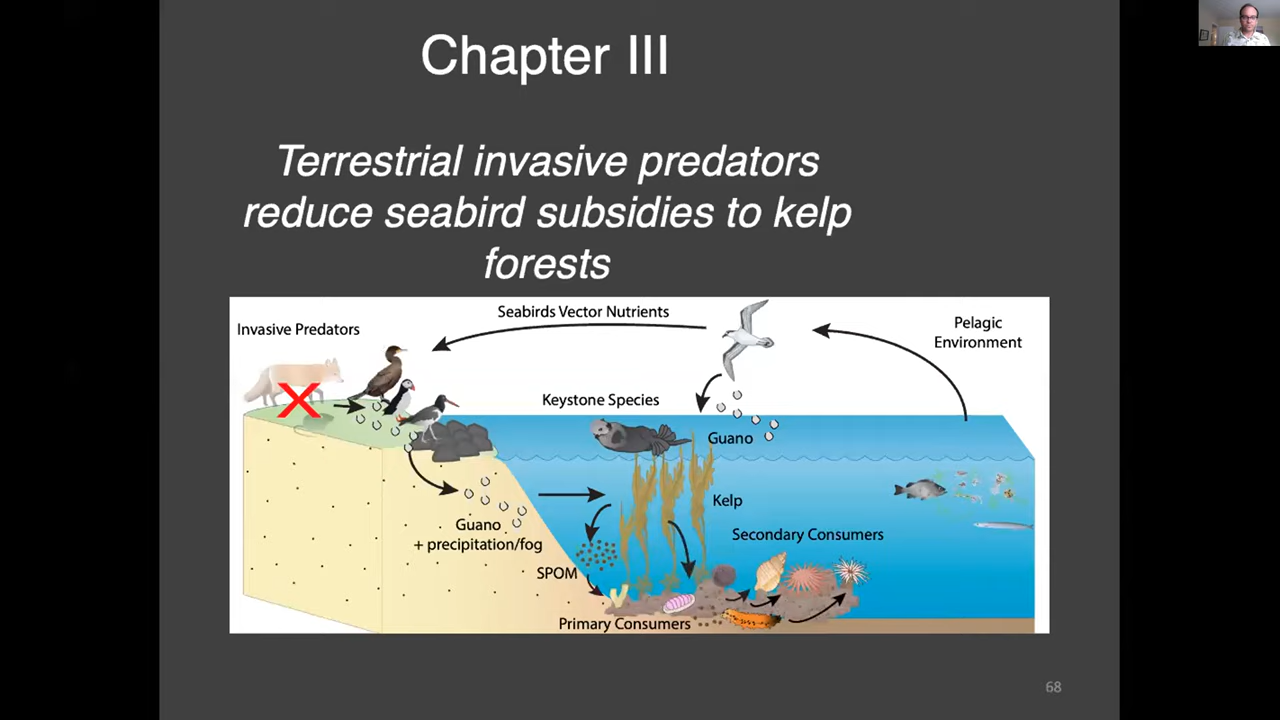 Chapter III
Terrestrial invasive predators
reduce seabird subsidies to kelp
forests
Seabirds Vector Nutrients
Invasive Predators
Pelagic
Environment
Keystone Species
Guano
Kelp
Guano
+ precipitation/fog
Secondary Consumers
SPOM
Primary Consumers
68